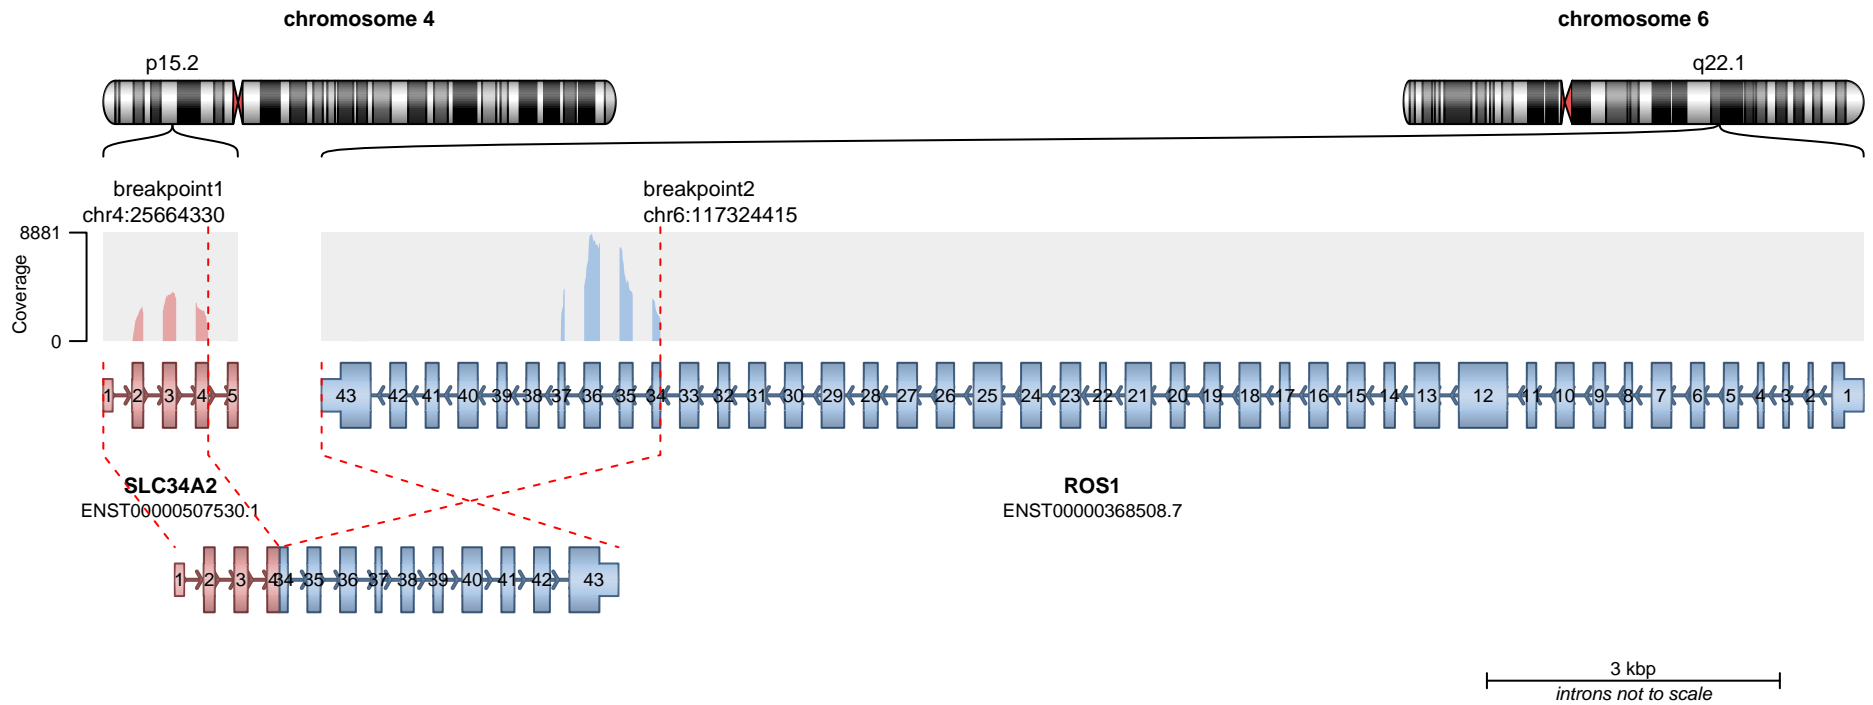 chromosome 4
chromosome 6
p15.2
q22.1
breakpoint1
chr4:25664330
breakpoint2
chr6:117324415
8881
Coverage
0
1 2 3 4 5
43 42 41 40 39 38 37 36 35 34 33 32 31 30 29 28 27 26 25 24 23 22 21 20 19 18 17 16 15 14 13 12 11 10 9 8 7 6 5 4 3 2 1
SLC34A2
ENST00000507530.1
ROS1
ENST00000368508.7
1 2 3 4 34 35 36 37 38 39 40 41 42 43
3 kbp
introns not to scale